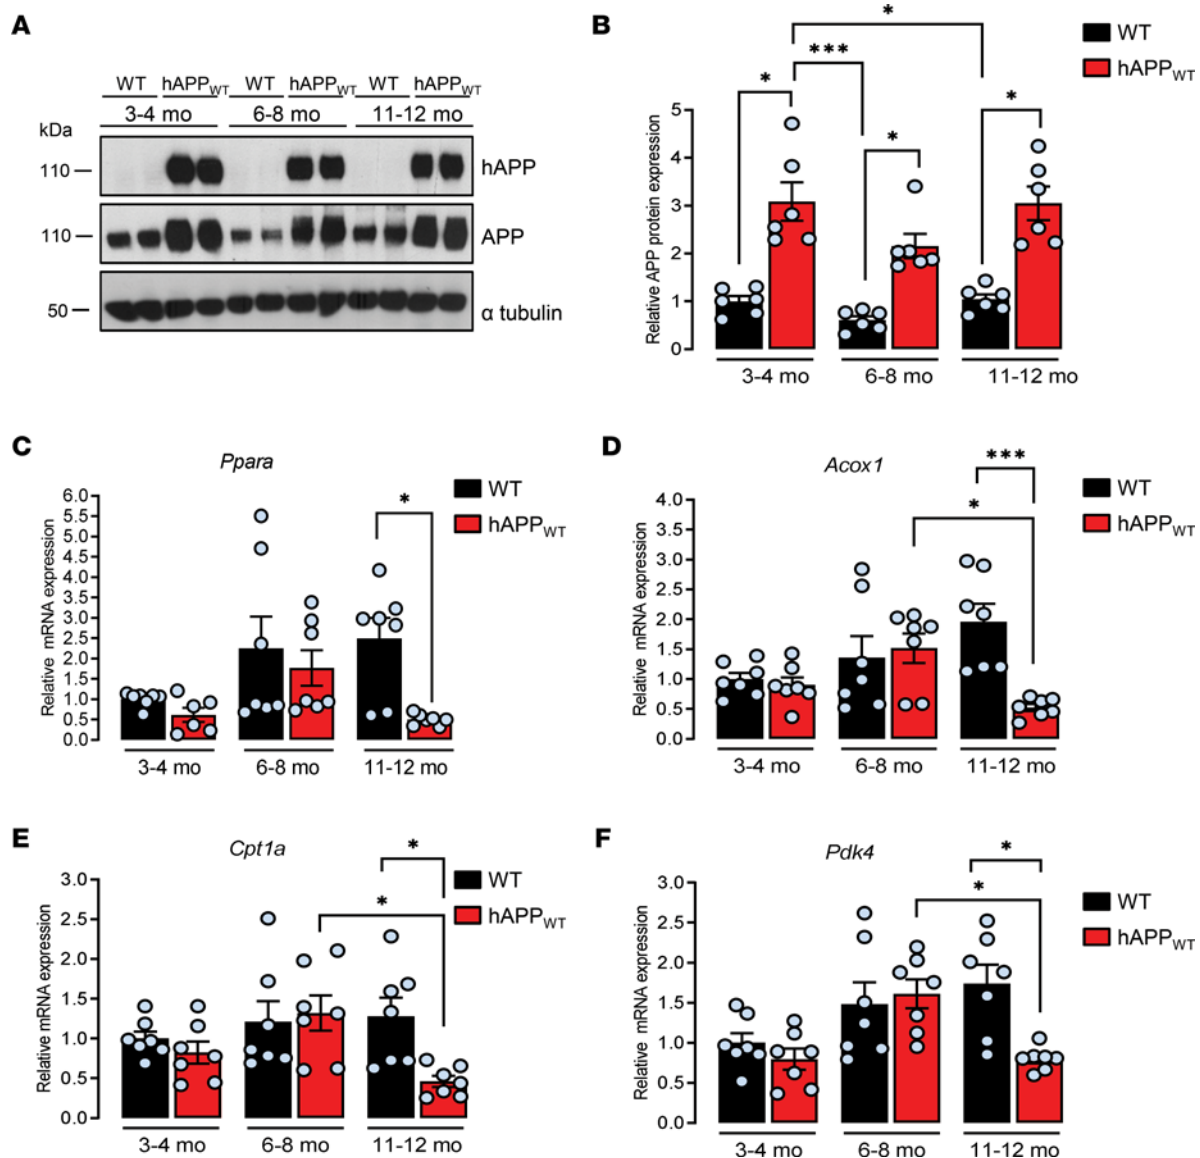 A
WT hAPPWT WT hAPPWT WT hAPPWT
3-4 mo 6-8 mo 11-12 mo
kDa
110 hAPP
110 APP
50 α tubulin
B
WT
hAPPWT
* *** * * *
Relative APP protein expression
5
4
3
2
1
0
3-4 mo 6-8 mo 11-12 mo
C
Ppara
WT
hAPPWT
*
Relative mRNA expression
6.0
5.5
5.0
4.5
4.0
3.5
3.0
2.5
2.0
1.5
1.0
0.5
0.0
3-4 mo 6-8 mo 11-12 mo
D
Acox1
WT
hAPPWT
***
*
Relative mRNA expression
4.0
3.5
3.0
2.5
2.0
1.5
1.0
0.5
0.0
3-4 mo 6-8 mo 11-12 mo
E
Cpt1a
WT
hAPPWT
*
*
Relative mRNA expression
3.0
2.5
2.0
1.5
1.0
0.5
0.0
3-4 mo 6-8 mo 11-12 mo
F
Pdk4
WT
hAPPWT
*
*
Relative mRNA expression
3.0
2.5
2.0
1.5
1.0
0.5
0.0
3-4 mo 6-8 mo 11-12 mo